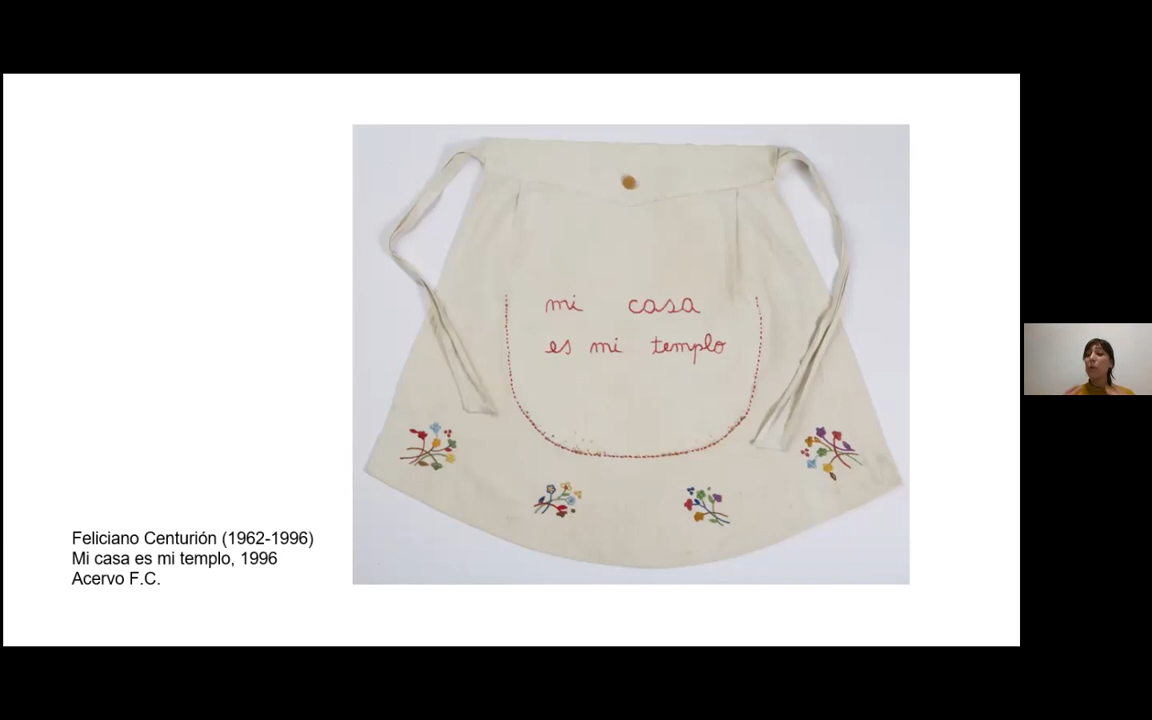 mi casa
es mi templo
Feliciano Centurión (1962-1996)
Mi casa es mi templo, 1996
Acervo F.C.